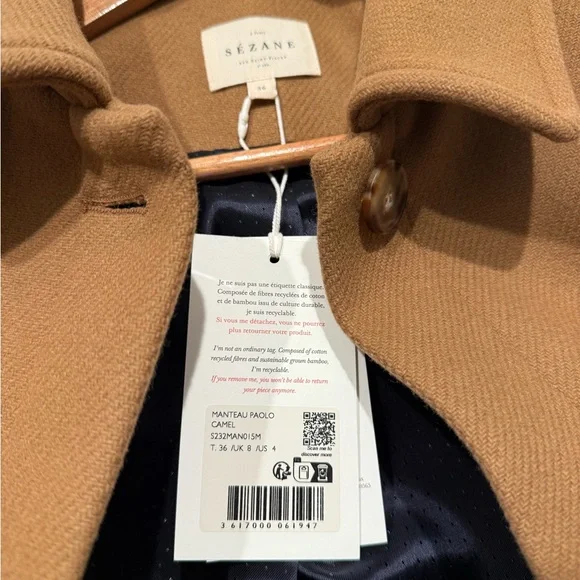 SÉZANE
Je ne suis pas une étiquette classique.
Composée de fibres recyclées de coton
et de bambou issu de culture durable,
je suis recyclable.
Si vous me détachez, vous ne pourrez
plus retourner votre produit.
I'm not an ordinary tag. Composed of cotton
recycled fibres and sustainable grown bamboo,
I'm recyclable.
If you remove me, you won't be able to return
your piece anymore.
MANTEAU PAOLO
CAMEL
S232MAN015M
T. 36 /UK 8 /US 4
Scan me to
discover more
3 617000 061947